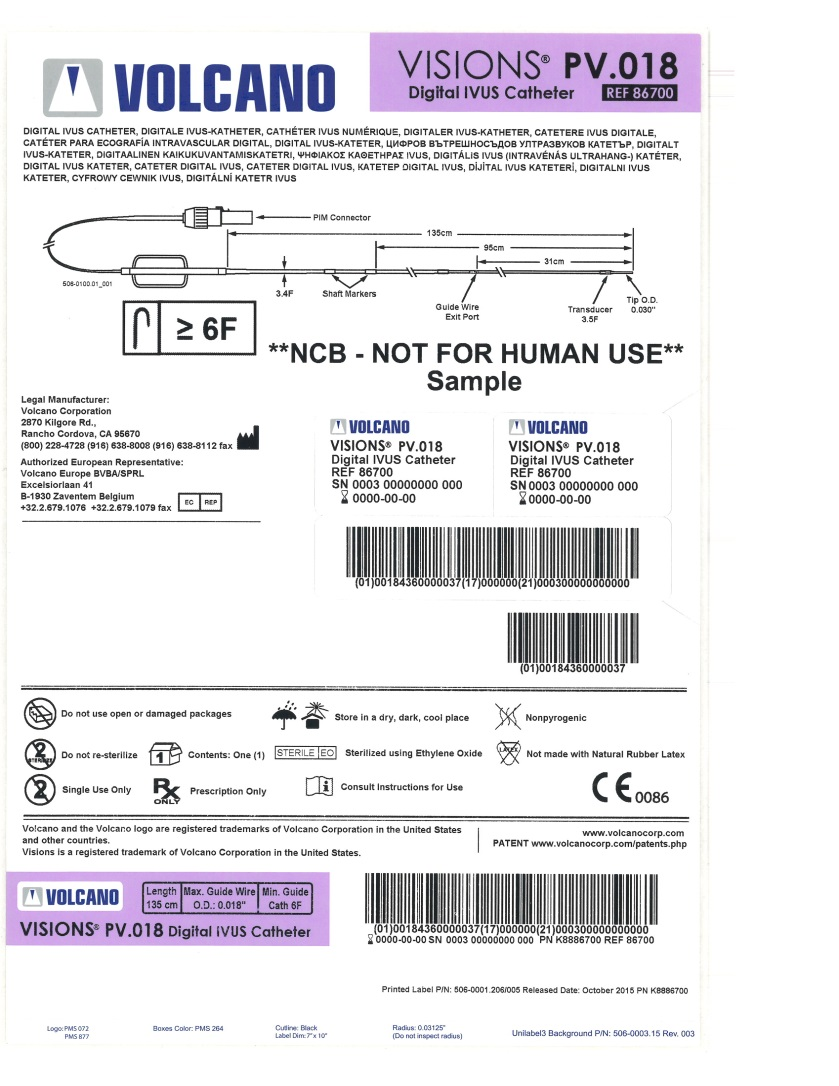 VOLCANO
VISIONS® PV.018
Digital IVUS Catheter REF 86700
DIGITAL IVUS CATHETER, DIGITALE IVUS-KATHETER, CATHÉTER IVUS NUMÉRIQUE, DIGITALER IVUS-KATHETER, CATETERE IVUS DIGITALE,
CATÉTER PARA ECOGRAFÍA INTRAVASCULAR DIGITAL, DIGITAL IVUS-KATETER, ЦИФРОВ ВЪТРЕШНОСЪДОВ УЛТРАЗВУКОВ КАТЕТЪР, DIGITALT
IVUS-KATETER, DIGITAALINEN KAIKUKUVANTAMISKATETRI, ΨΗΦΙΑΚΟΣ ΚΑΘΕΤΗΡΑΣ IVUS, DIGITÁLIS IVUS (INTRAVÉNÁS ULTRAHANG-) KATÉTER,
DIGITAL IVUS KATETER, CATETER DIGITAL IVUS, CATETER DIGITAL IVUS, КАТЕТЕР DIGITAL IVUS, DİJİTAL IVUS KATETERİ, DIGITALNI IVUS
KATETER, CYFROWY CEWNIK IVUS, DIGITÁLNÍ KATETR IVUS
PIM Connector
135cm
95cm
31cm
506-0100.01_001
3.4F
Shaft Markers
Guide Wire
Exit Port
Transducer
3.5F
Tip O.D.
0.030"
≥ 6F
**NCB - NOT FOR HUMAN USE**
Sample
Legal Manufacturer:
Volcano Corporation
2870 Kilgore Rd.,
Rancho Cordova, CA 95670
(800) 228-4728 (916) 638-8008 (916) 638-8112 fax
Authorized European Representative:
Volcano Europe BVBA/SPRL
Excelsiorlaan 41
B-1930 Zaventem Belgium
+32.2.679.1076 +32.2.679.1079 fax
EC REP
VOLCANO
VISIONS® PV.018
Digital IVUS Catheter
REF 86700
SN 0003 00000000 000
0000-00-00
VOLCANO
VISIONS® PV.018
Digital IVUS Catheter
REF 86700
SN 0003 00000000 000
0000-00-00
(01)00184360000037(17)000000(21)000300000000000
(01)00184360000037
Do not use open or damaged packages
Store in a dry, dark, cool place
Nonpyrogenic
2
STERILIZE
Do not re-sterilize
1
Contents: One (1)
STERILE EO
Sterilized using Ethylene Oxide
LATEX
Not made with Natural Rubber Latex
2
Single Use Only
Rx
ONLY
Prescription Only
i
Consult Instructions for Use
CE 0086
Volcano and the Volcano logo are registered trademarks of Volcano Corporation in the United States
and other countries.
Visions is a registered trademark of Volcano Corporation in the United States.
www.volcanocorp.com
PATENT www.volcanocorp.com/patents.php
VOLCANO
Length Max. Guide Wire Min. Guide
135 cm O.D.: 0.018" Cath 6F
VISIONS® PV.018 Digital IVUS Catheter
(01)00184360000037(17)000000(21)000300000000000
0000-00-00 SN 0003 00000000 000 PN K8886700 REF 86700
Printed Label P/N: 506-0001.206/005 Released Date: October 2015 PN K8886700
Logo: PMS 072
PMS 877
Boxes Color: PMS 264
Cutline: Black
Label Dim: 7" x 10"
Radius: 0.03125"
(Do not inspect radius)
Unilabel3 Background P/N: 506-0003.15 Rev. 003